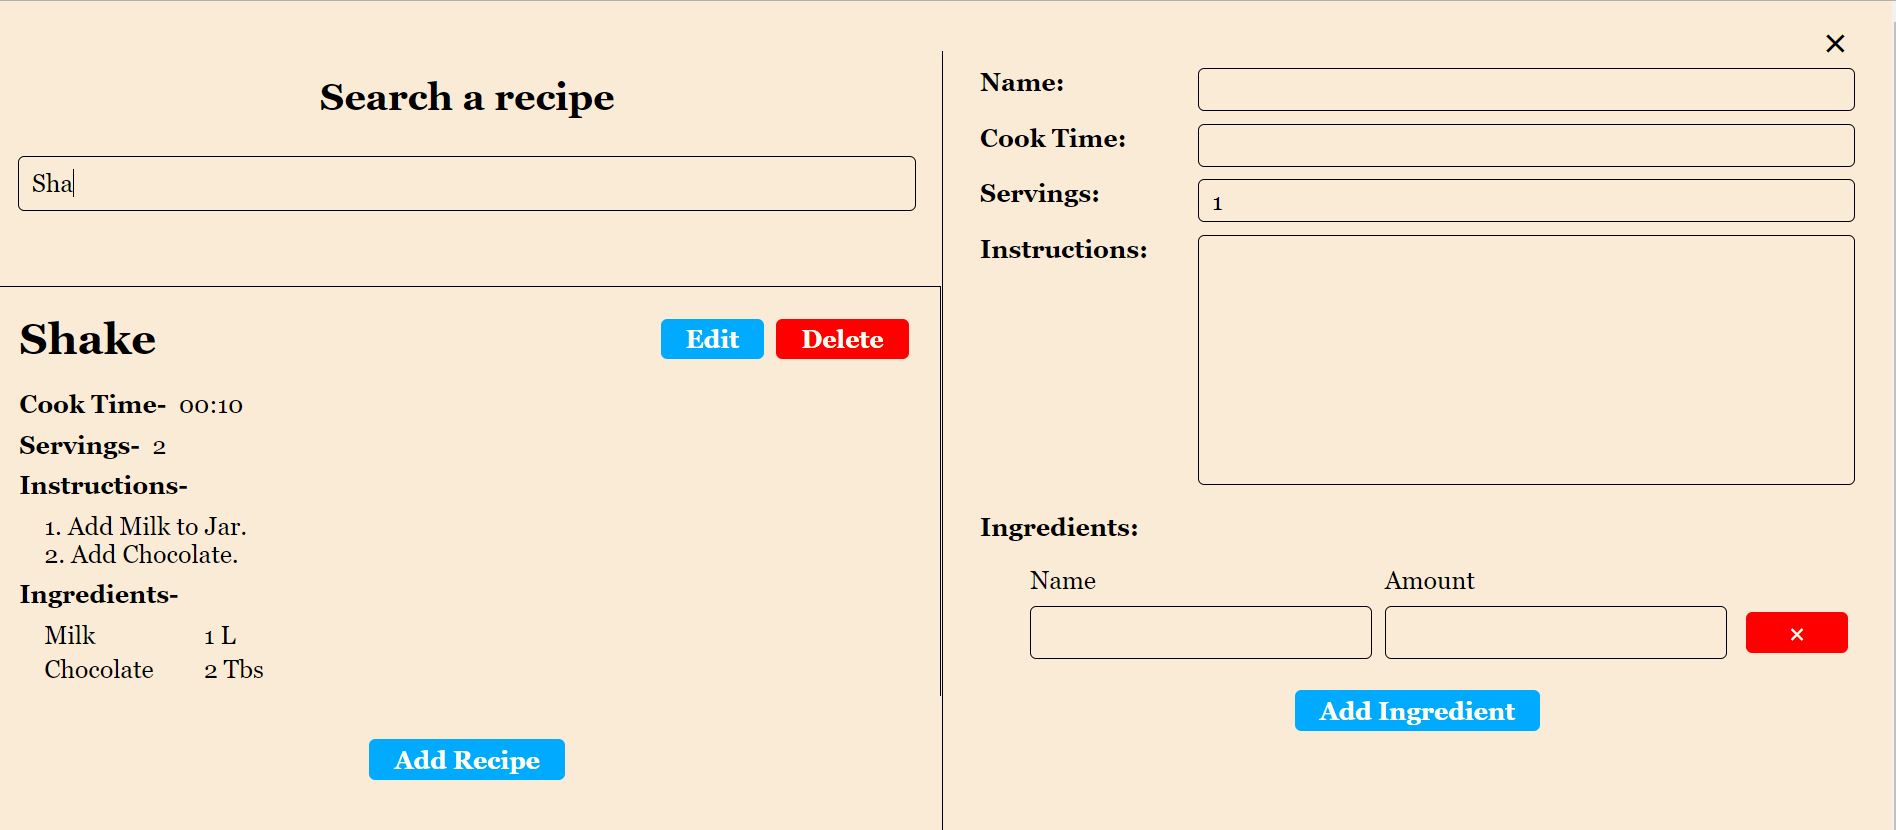 Search a recipe
Sha
Shake
Edit
Delete
Cook Time- 00:10
Servings- 2
Instructions-
1. Add Milk to Jar.
2. Add Chocolate.
Ingredients-
Milk 1 L
Chocolate 2 Tbs
Add Recipe
×
Name:
Cook Time:
Servings: 1
Instructions:
Ingredients:
Name Amount
×
Add Ingredient